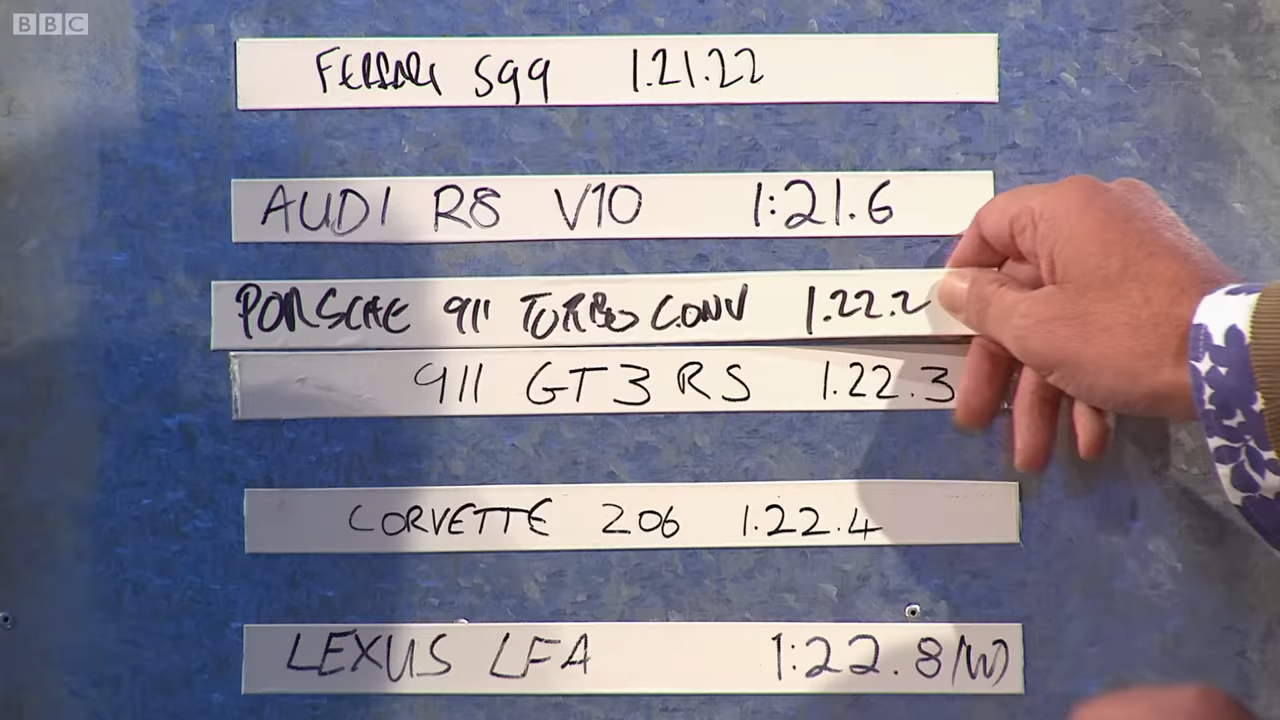 BBC
FERRARI 599 1.21.22
AUDI R8 V10 1:21.6
PORSCHE 911 TURBO CONV 1.22.2
911 GT3 RS 1.22.3
CORVETTE Z06 1.22.4
LEXUS LFA 1:22.8 (W)